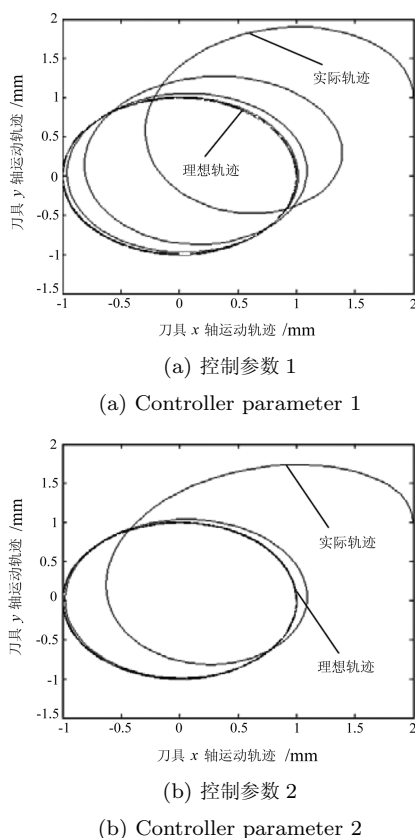 2
1.5
实际轨迹
1
0.5
理想轨迹
0
-0.5
-1
1.5
刀具 y 轴运动轨迹 /mm
-1 -0.5 0 0.5 1 1.5 2
刀具 x 轴运动轨迹 /mm
(a) 控制参数 1
(a) Controller parameter 1
2
1.5
1
实际轨迹
0.5
0
理想轨迹
-0.5
-1
-1.5
刀具 y 轴运动轨迹 /mm
-1 -0.5 0 0.5 1 1.5 2
刀具 x 轴运动轨迹 /mm
(b) 控制参数 2
(b) Controller parameter 2